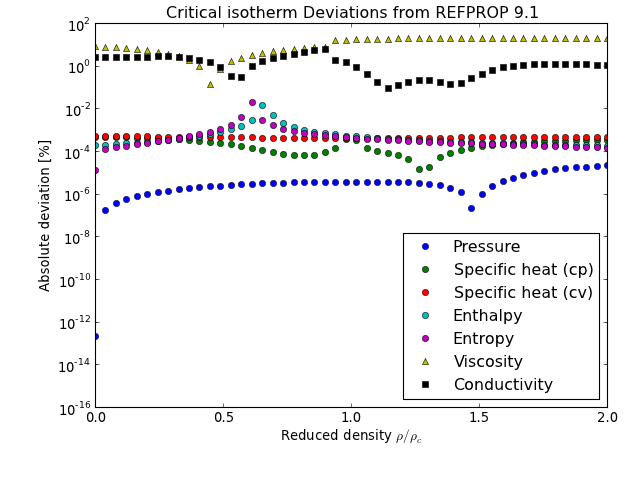 Critical isotherm Deviations from REFPROP 9.1
10^2
10^0
10^-2
10^-4
10^-6
10^-8
10^-10
10^-12
10^-14
10^-16
Absolute deviation [%]
Pressure
Specific heat (cp)
Specific heat (cv)
Enthalpy
Entropy
Viscosity
Conductivity
0.0 0.5 1.0 1.5 2.0
Reduced density ρ/ρ_c